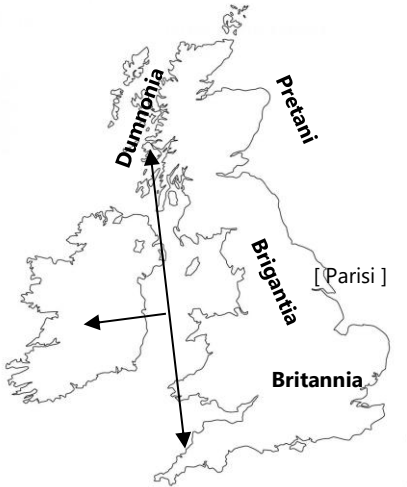 Dumnonia
Pretani
Brigantia
[ Parisi ]
Britannia